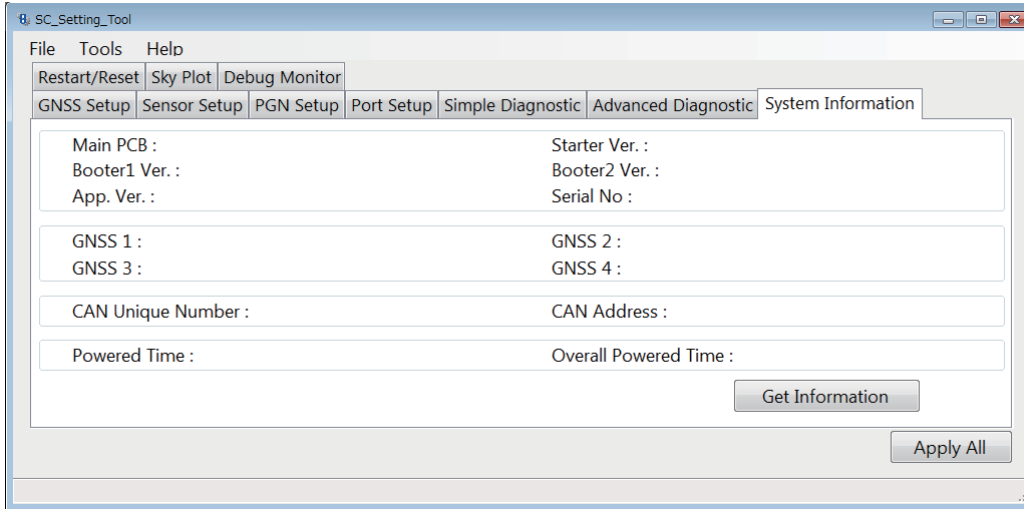 SC_Setting_Tool
File Tools Help
Restart/Reset Sky Plot Debug Monitor
GNSS Setup Sensor Setup PGN Setup Port Setup Simple Diagnostic Advanced Diagnostic System Information
Main PCB : Starter Ver. :
Booter1 Ver. : Booter2 Ver. :
App. Ver. : Serial No :
GNSS 1 : GNSS 2 :
GNSS 3 : GNSS 4 :
CAN Unique Number : CAN Address :
Powered Time : Overall Powered Time :
Get Information
Apply All